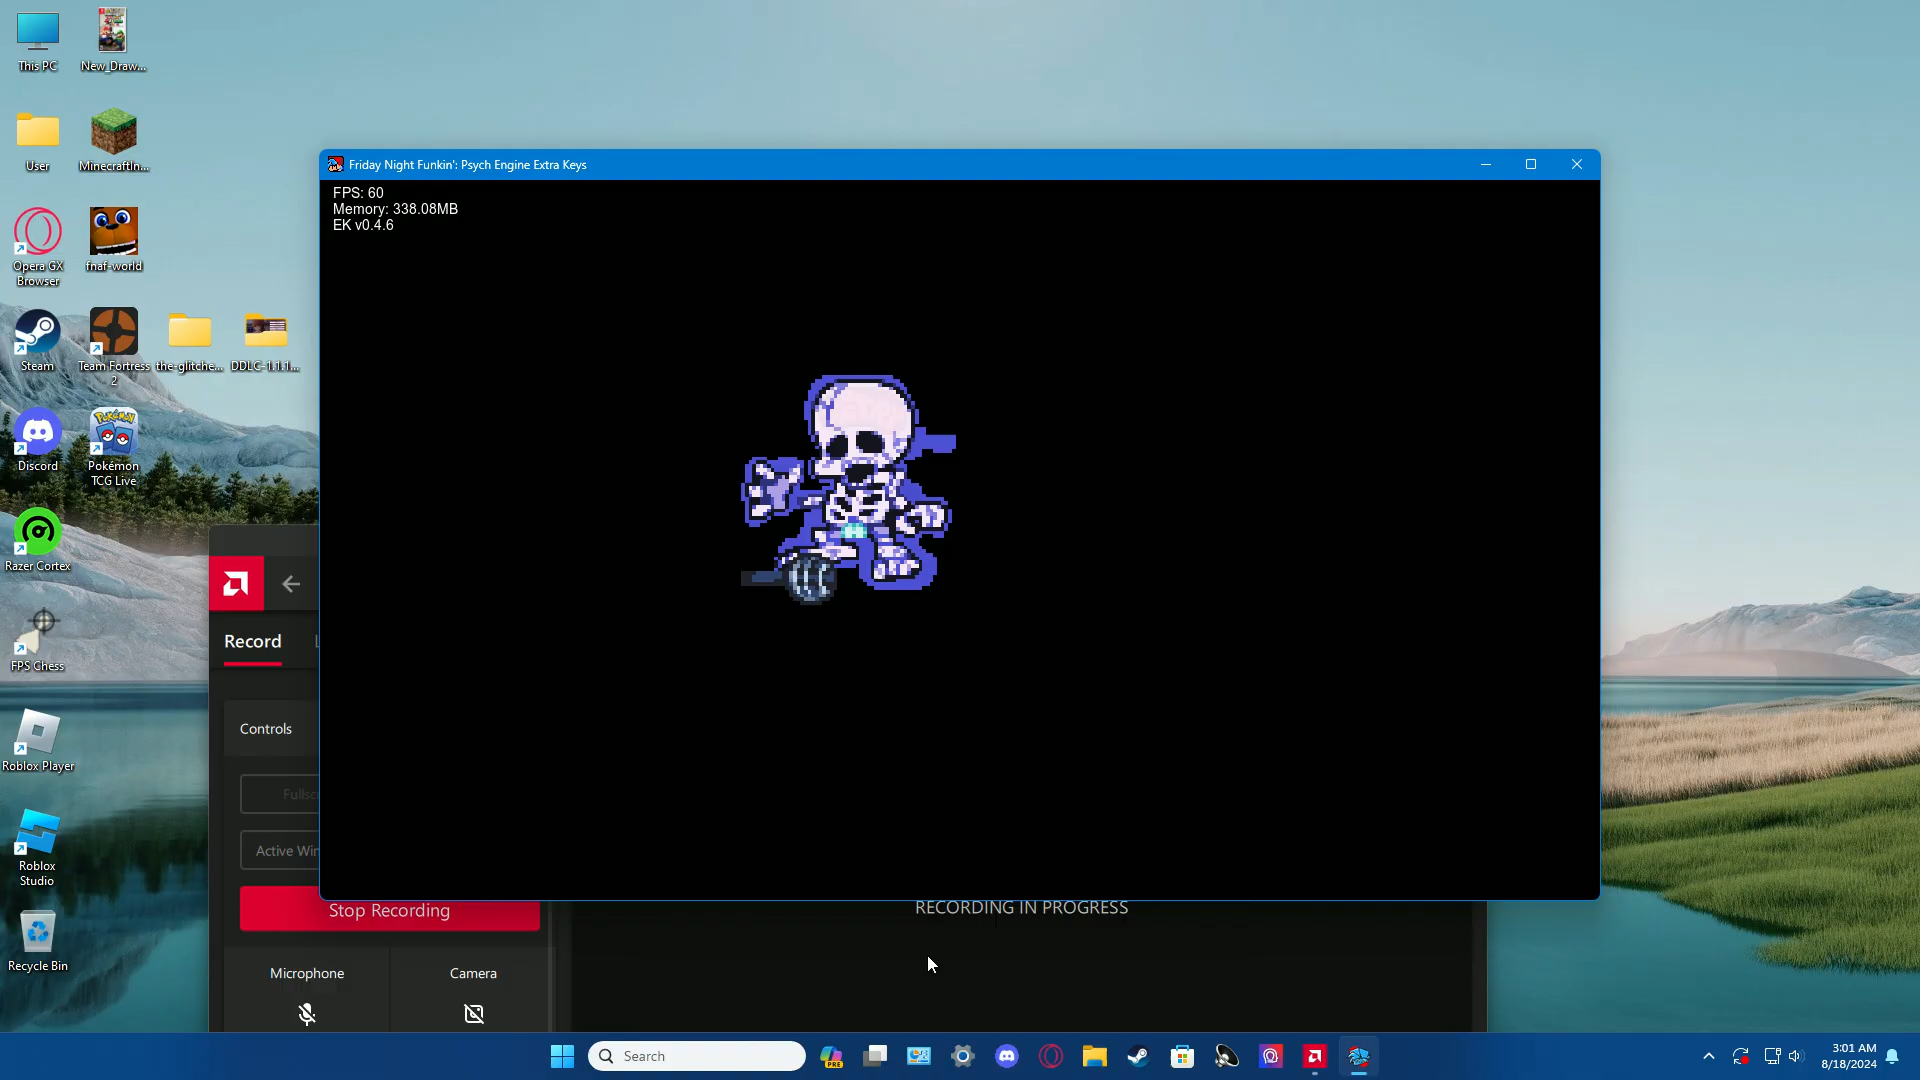 This PC
New_Draw...
User
MinecraftIn...
Opera GX
Browser
fnaf-world
Steam
Team Fortress
2
the-glitche...
DDLC-1.1.1...
Discord
Pokémon
TCG Live
Razer Cortex
FPS Chess
Roblox Player
Roblox
Studio
Recycle Bin
Friday Night Funkin': Psych Engine Extra Keys
FPS: 60
Memory: 338.08MB
EK v0.4.6
Record
Controls
Fullsc
Active Win
Stop Recording
RECORDING IN PROGRESS
Microphone
Camera
Search
PRE
3:01 AM
8/18/2024